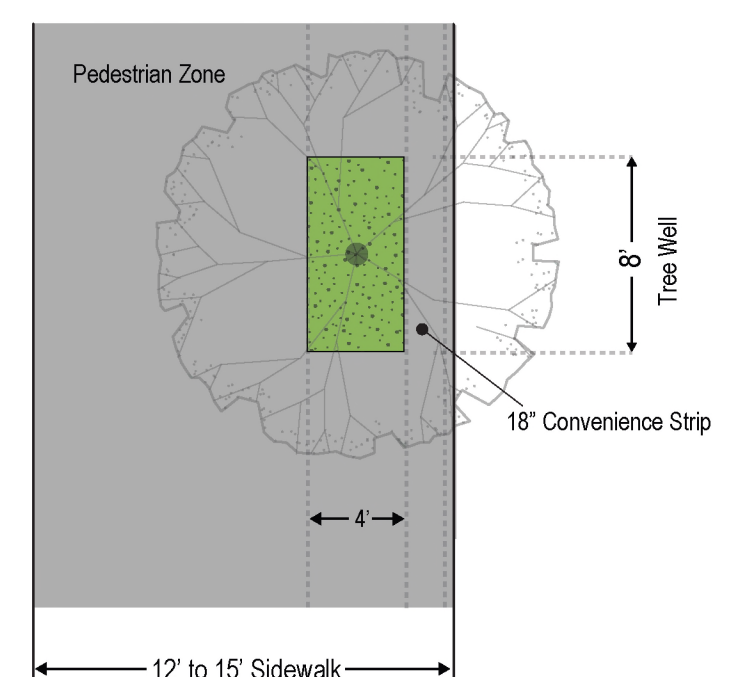 Pedestrian Zone
8’
Tree Well
18” Convenience Strip
4’
12’ to 15’ Sidewalk